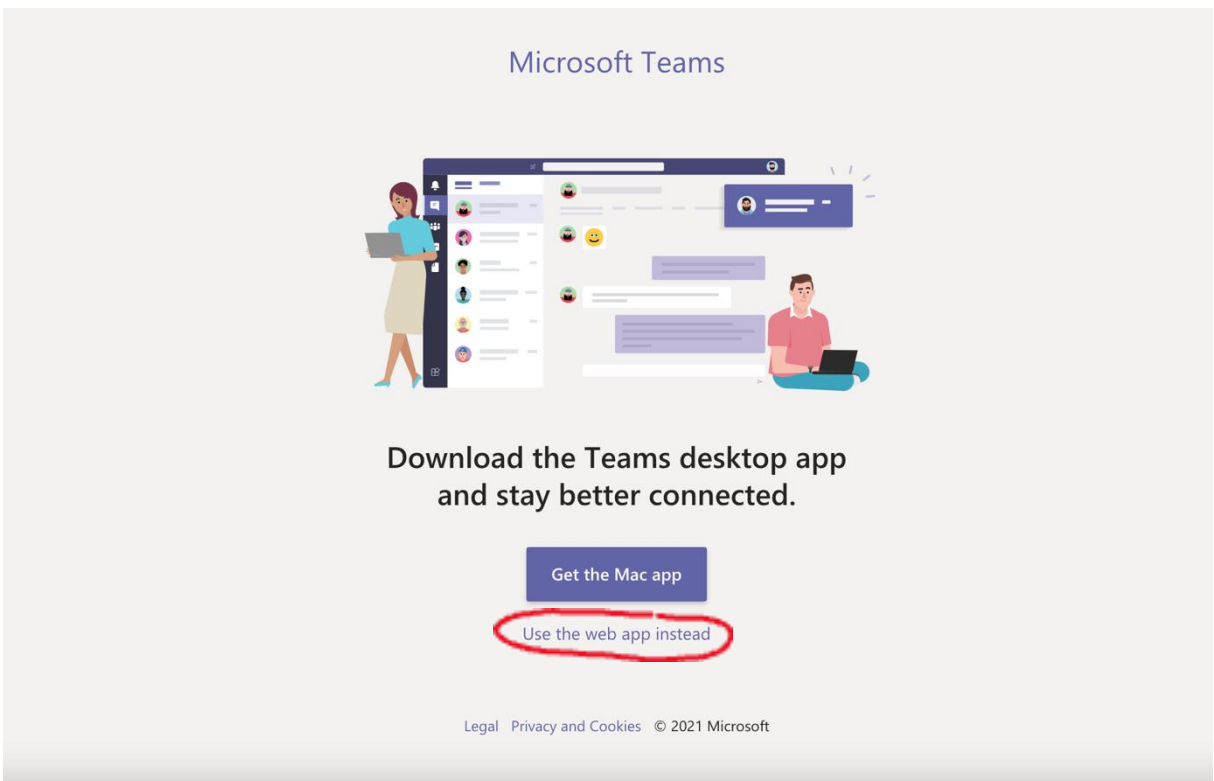 Microsoft Teams
Download the Teams desktop app
and stay better connected.
Get the Mac app
Use the web app instead
Legal Privacy and Cookies © 2021 Microsoft